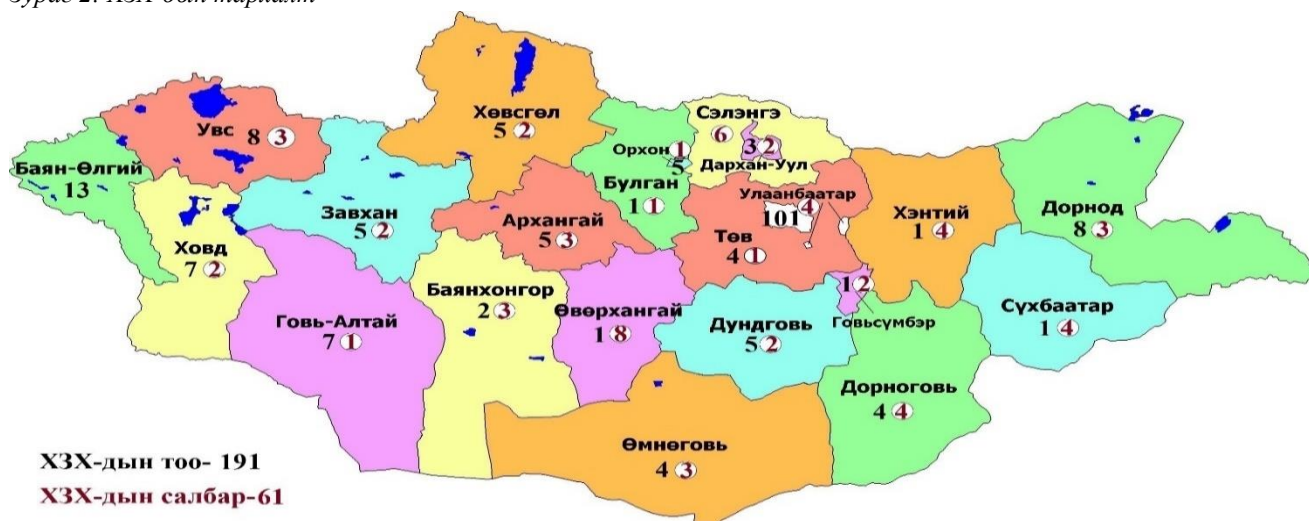 Хөвсгөл
5 2
Сэлэнгэ
6
Увс 8 3
Орхон 1
5
3 2
Дархан-Уул
Баян-Өлгий
13
Булган
1 1
Улаанбаатар
4
101
Завхан
5 2
Архангай
5 3
Төв
4 1
Хэнтий
1 4
Дорнод
8 3
Ховд
7 2
Баянхонгор
2 3
Өвөрхангай
1 8
1 2
Говьсүмбэр
Говь-Алтай
7 1
Дундговь
5 2
Сүхбаатар
1 4
Дорноговь
4 4
Өмнөговь
4 3
ХЗХ-дын тоо- 191
ХЗХ-дын салбар-61